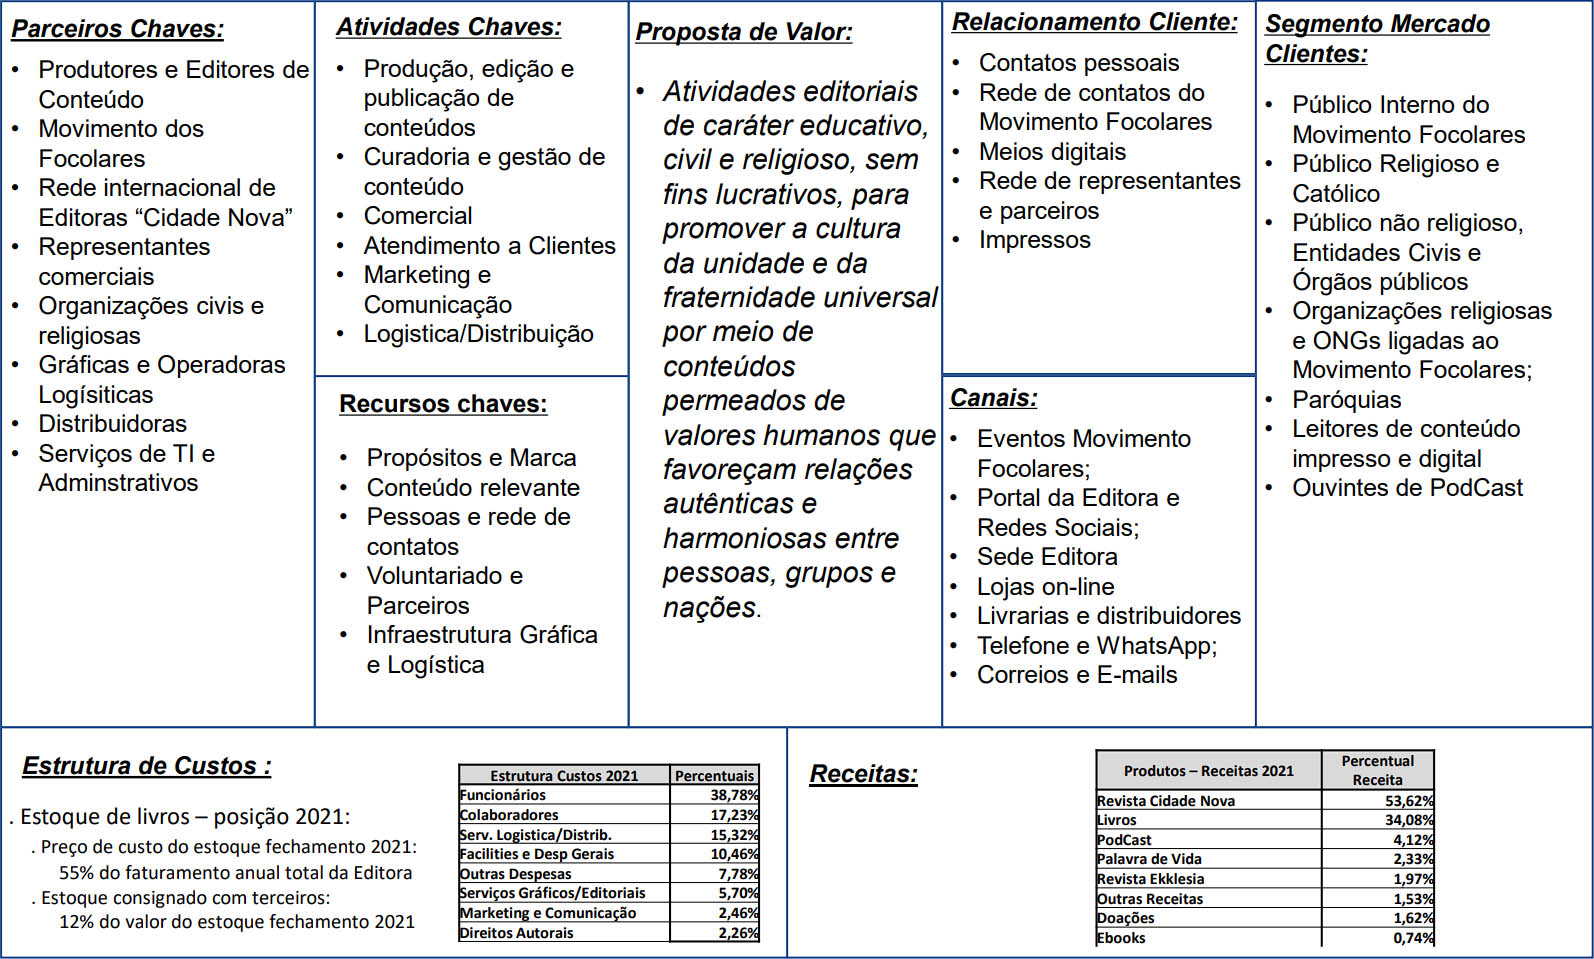 Parceiros Chaves:
• Produtores e Editores de
Conteúdo
• Movimento dos
Focolares
• Rede internacional de
Editoras “Cidade Nova”
• Representantes
comerciais
• Organizações civis e
religiosas
• Gráficas e Operadoras
Logísiticas
• Distribuidoras
• Serviços de TI e
Adminstrativos
Atividades Chaves:
• Produção, edição e
publicação de
conteúdos
• Curadoria e gestão de
conteúdo
• Comercial
• Atendimento a Clientes
• Marketing e
Comunicação
• Logistica/Distribuição
Recursos chaves:
• Propósitos e Marca
• Conteúdo relevante
• Pessoas e rede de
contatos
• Voluntariado e
Parceiros
• Infraestrutura Gráfica
e Logística
Proposta de Valor:
• Atividades editoriais
de caráter educativo,
civil e religioso, sem
fins lucrativos, para
promover a cultura
da unidade e da
fraternidade universal
por meio de
conteúdos
permeados de
valores humanos que
favoreçam relações
autênticas e
harmoniosas entre
pessoas, grupos e
nações.
Relacionamento Cliente:
• Contatos pessoais
• Rede de contatos do
Movimento Focolares
• Meios digitais
• Rede de representantes
e parceiros
• Impressos
Canais:
• Eventos Movimento
Focolares;
• Portal da Editora e
Redes Sociais;
• Sede Editora
• Lojas on-line
• Livrarias e distribuidores
• Telefone e WhatsApp;
• Correios e E-mails
Segmento Mercado
Clientes:
• Público Interno do
Movimento Focolares
• Público Religioso e
Católico
• Público não religioso,
Entidades Civis e
Órgãos públicos
• Organizações religiosas
e ONGs ligadas ao
Movimento Focolares;
• Paróquias
• Leitores de conteúdo
impresso e digital
• Ouvintes de PodCast
Estrutura de Custos :
. Estoque de livros – posição 2021:
. Preço de custo do estoque fechamento 2021:
55% do faturamento anual total da Editora
. Estoque consignado com terceiros:
12% do valor do estoque fechamento 2021
Estrutura Custos 2021 Percentuais
Funcionários 38,78%
Colaboradores 17,23%
Serv. Logistica/Distrib. 15,32%
Facilities e Desp Gerais 10,46%
Outras Despesas 7,78%
Serviços Gráficos/Editoriais 5,70%
Marketing e Comunicação 2,46%
Direitos Autorais 2,26%
Receitas:
Produtos – Receitas 2021 Percentual
Receita
Revista Cidade Nova 53,62%
Livros 34,08%
PodCast 4,12%
Palavra de Vida 2,33%
Revista Ekklesia 1,97%
Outras Receitas 1,53%
Doações 1,62%
Ebooks 0,74%